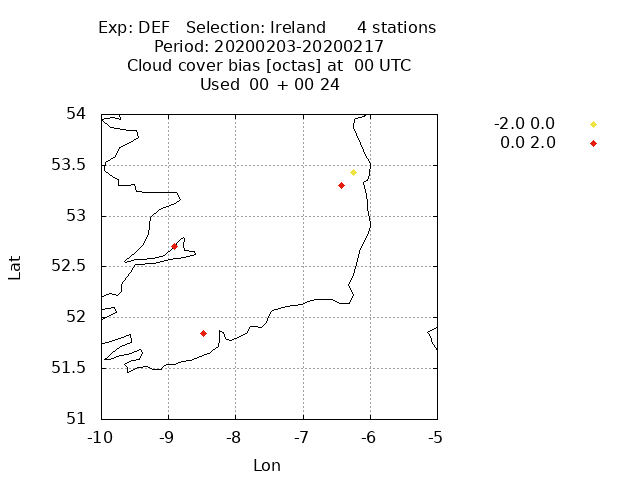 Exp: DEF   Selection: Ireland      4 stations
Period: 20200203-20200217
Cloud cover bias [octas] at  00 UTC
Used  00 + 00 24
-2.0 0.0
0.0 2.0
54
53.5
53
52.5
52
51.5
51
-10 -9 -8 -7 -6 -5
Lat
Lon